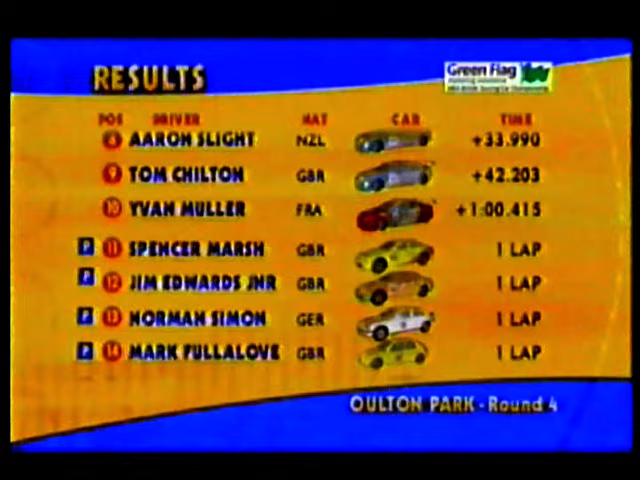 RESULTS
Green Flag
POS DRIVER NAT CAR TIME
8 AARON SLIGHT NZL +33.990
9 TOM CHILTON GBR +42.203
10 YVAN MULLER FRA +1:00.415
P 11 SPENCER MARSH GBR 1 LAP
P 12 JIM EDWARDS JNR GBR 1 LAP
P 13 NORMAN SIMON GER 1 LAP
P 14 MARK FULLALOVE GBR 1 LAP
OULTON PARK - Round 4